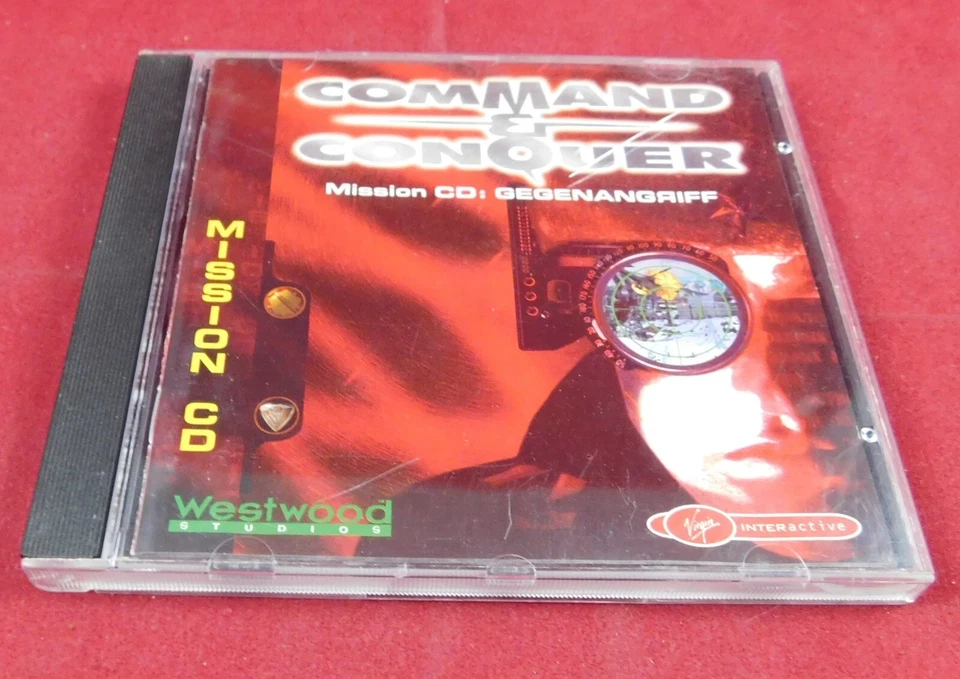 COMMAND
&
CONQUER
Mission CD: GEGENANGRIFF
MISSION CD
Westwood
STUDIOS
Virgin INTERactive